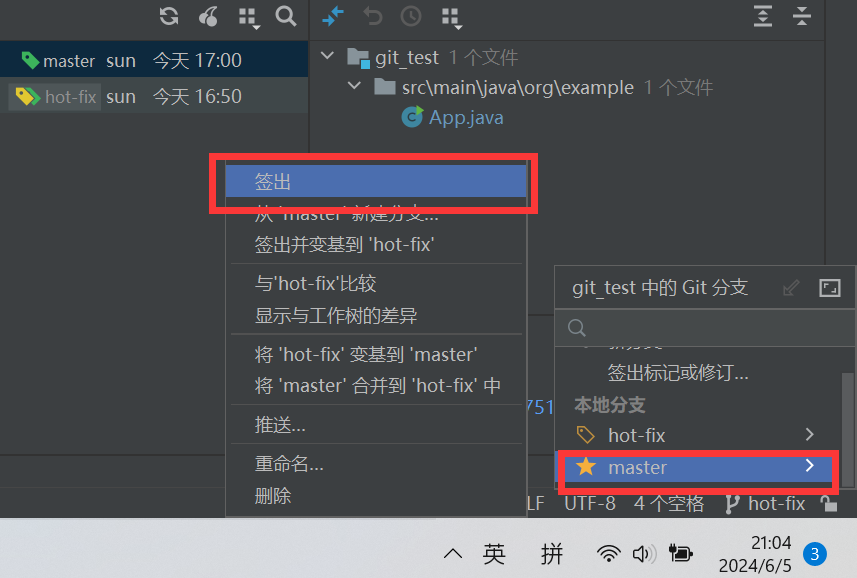 master sun 今天 17:00
hot-fix sun 今天 16:50
git_test 1 个文件
src\main\java\org\example 1 个文件
App.java
签出
从 'master' 新建分支...
签出并变基到 'hot-fix'
与'hot-fix'比较
显示与工作树的差异
将 'hot-fix' 变基到 'master'
将 'master' 合并到 'hot-fix' 中
推送...
重命名...
删除
git_test 中的 Git 分支
签出标记或修订...
本地分支
751
hot-fix
master
LF UTF-8 4 个空格 hot-fix
英 拼 21:04
2024/6/5 3